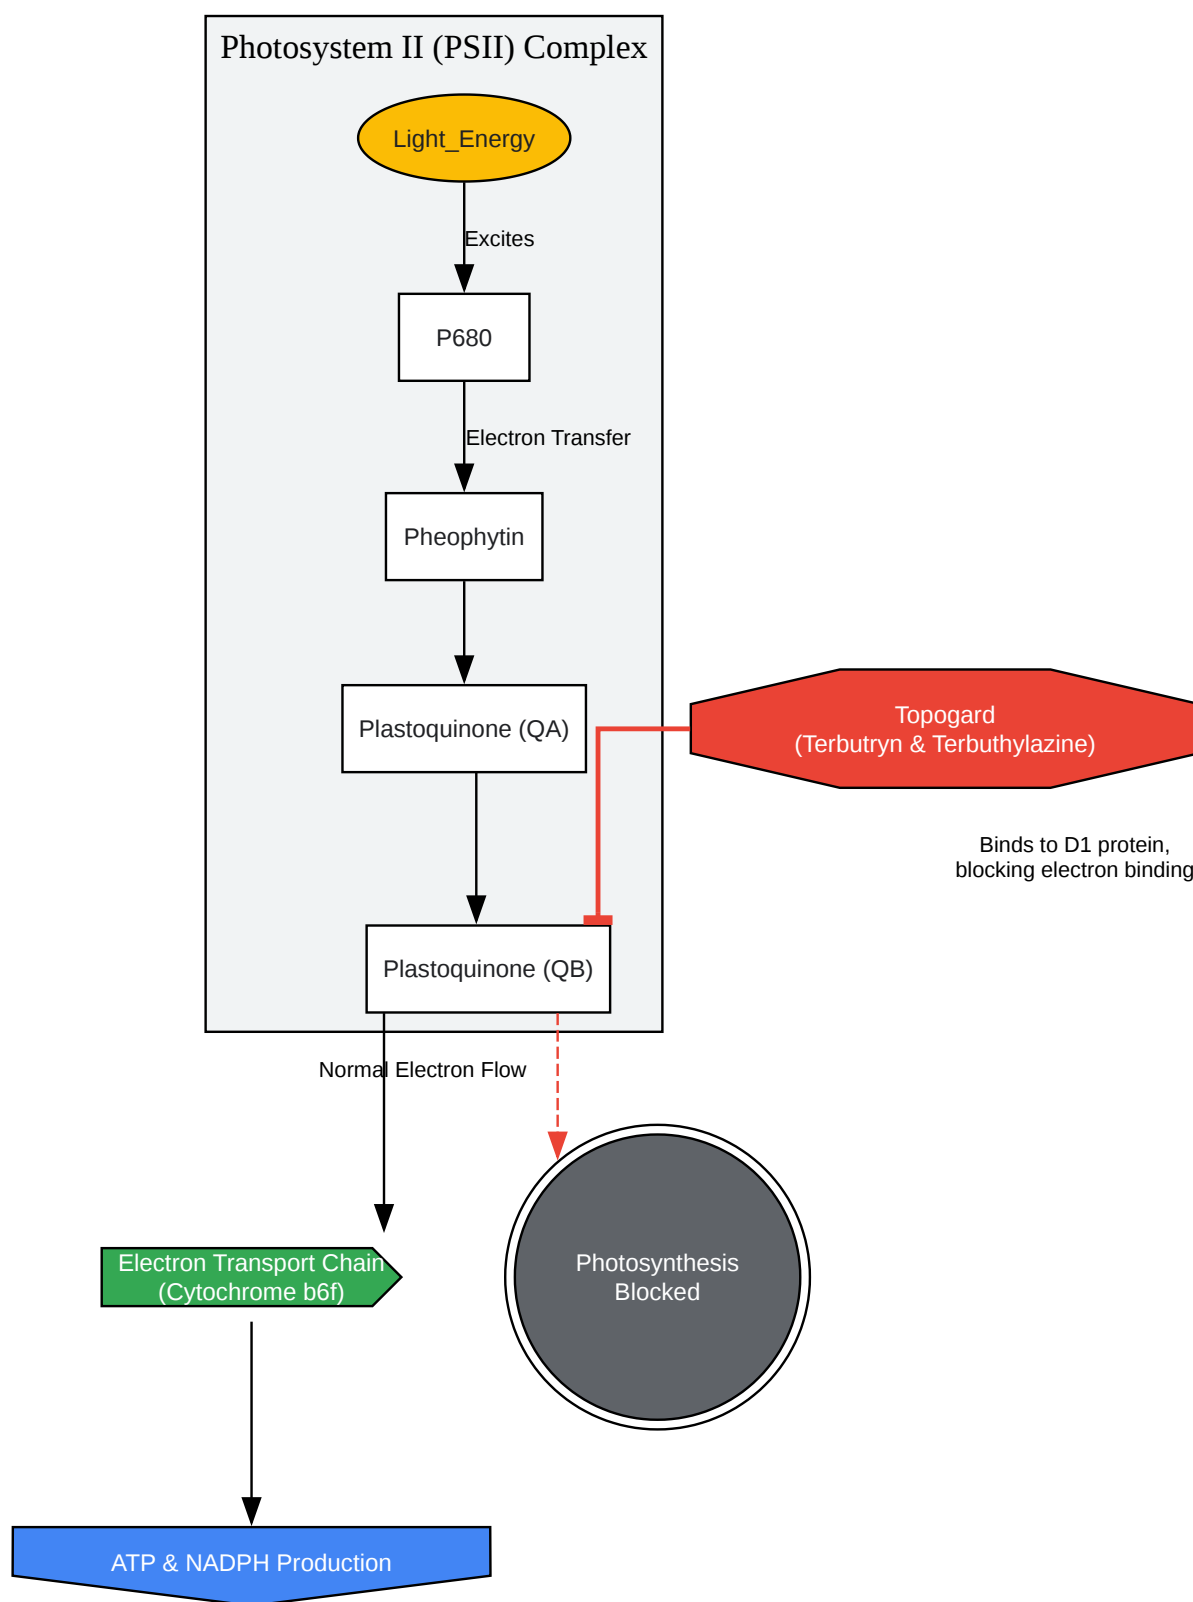 Photosystem II (PSII) Complex
Light_Energy
Excites
P680
Electron Transfer
Pheophytin
Plastoquinone (QA)
Topogard
(Terbutryn & Terbuthylazine)
Binds to D1 protein,
blocking electron binding
Plastoquinone (QB)
Normal Electron Flow
Electron Transport Chain
(Cytochrome b6f)
Photosynthesis
Blocked
ATP & NADPH Production